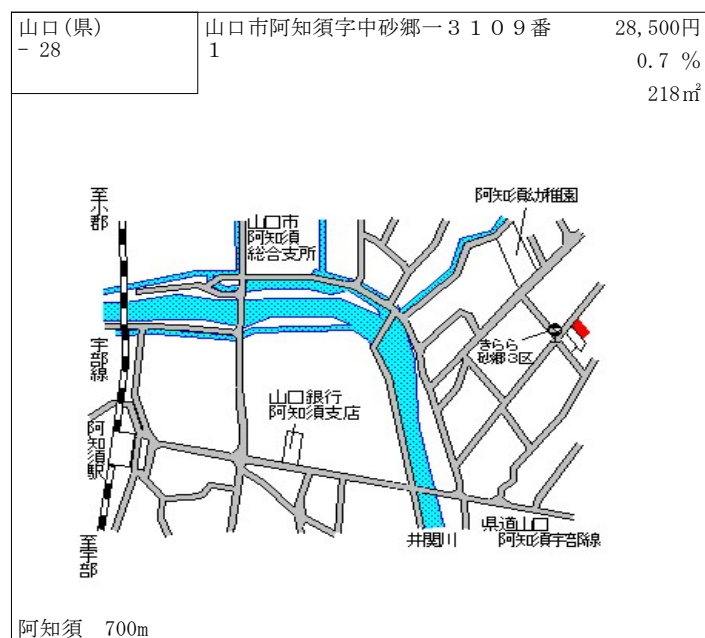 山口(県)
- 28
山口市阿知須字中砂郷一3109番
1
28,500円
0.7 %
218㎡
至小郡
山口市
阿知須
総合支所
阿知須幼稚園
宇部線
きらら
砂郷3区
山口銀行
阿知須支店
阿知須駅
県道山口
阿知須宇部線
井関川
至宇部
阿知須 700m